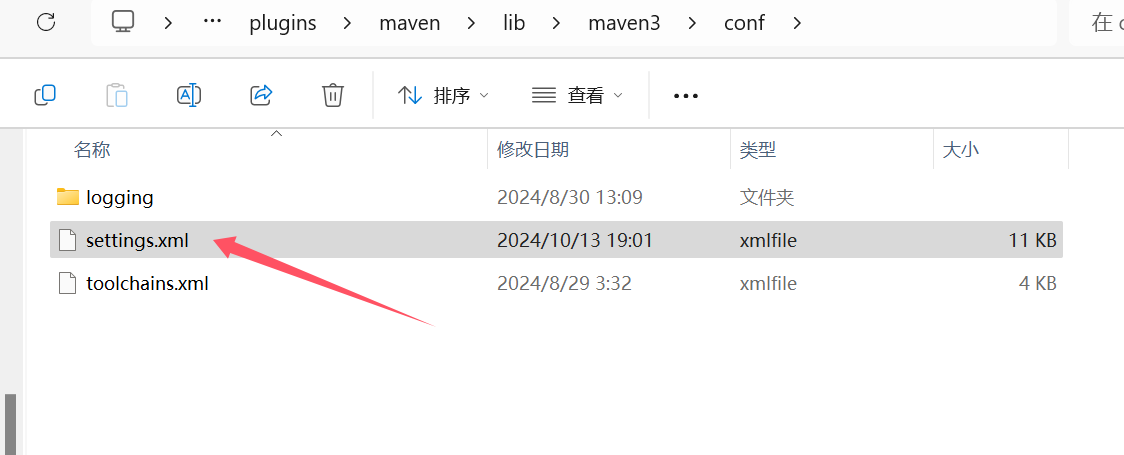 ··· plugins > maven > lib > maven3 > conf >
排序 查看 ···
名称 修改日期 类型 大小
logging 2024/8/30 13:09 文件夹
settings.xml 2024/10/13 19:01 xmlfile 11 KB
toolchains.xml 2024/8/29 3:32 xmlfile 4 KB